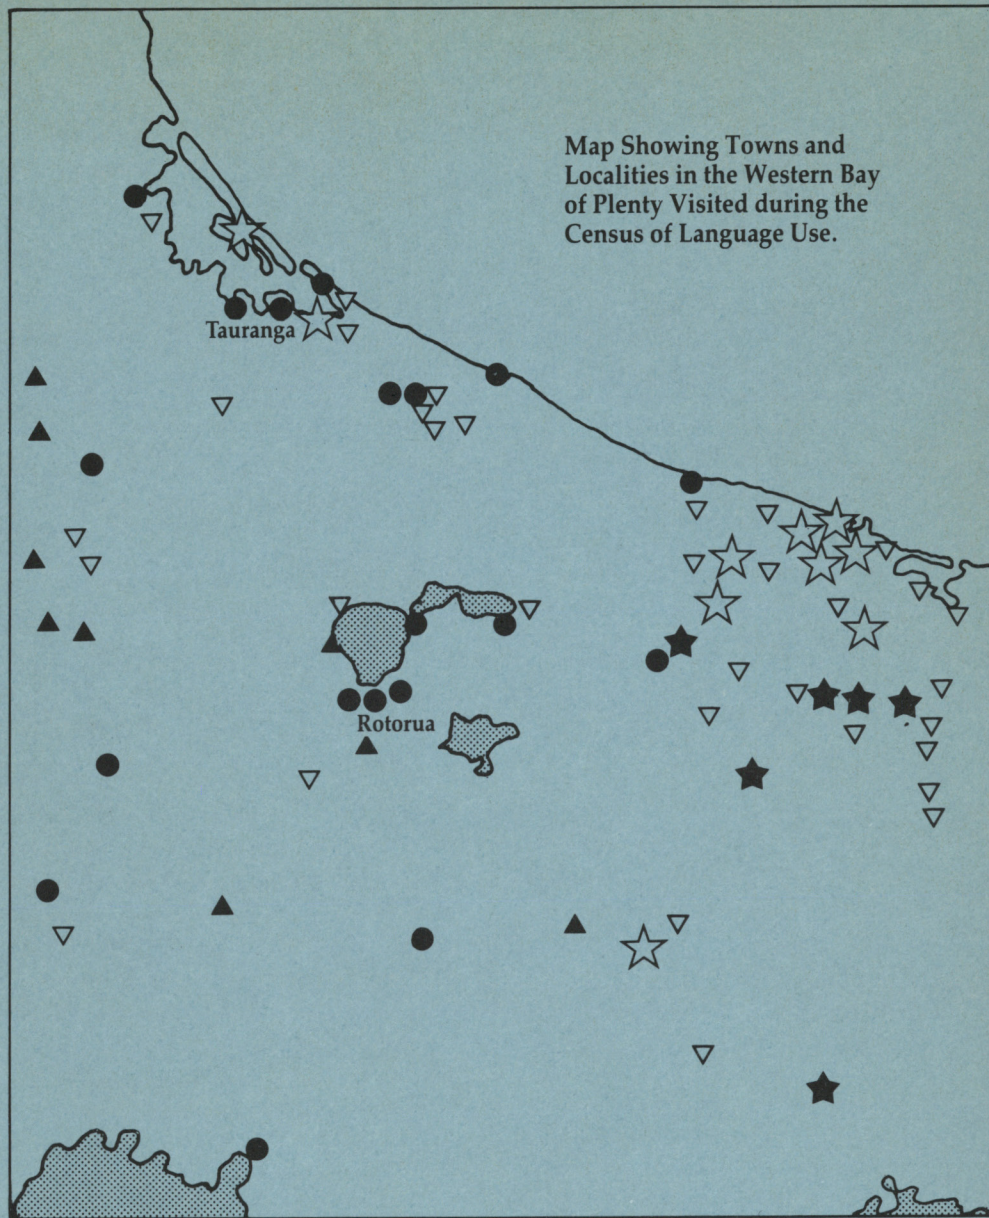 Map Showing Towns and
Localities in the Western Bay
of Plenty Visited during the
Census of Language Use.
Tauranga
Rotorua